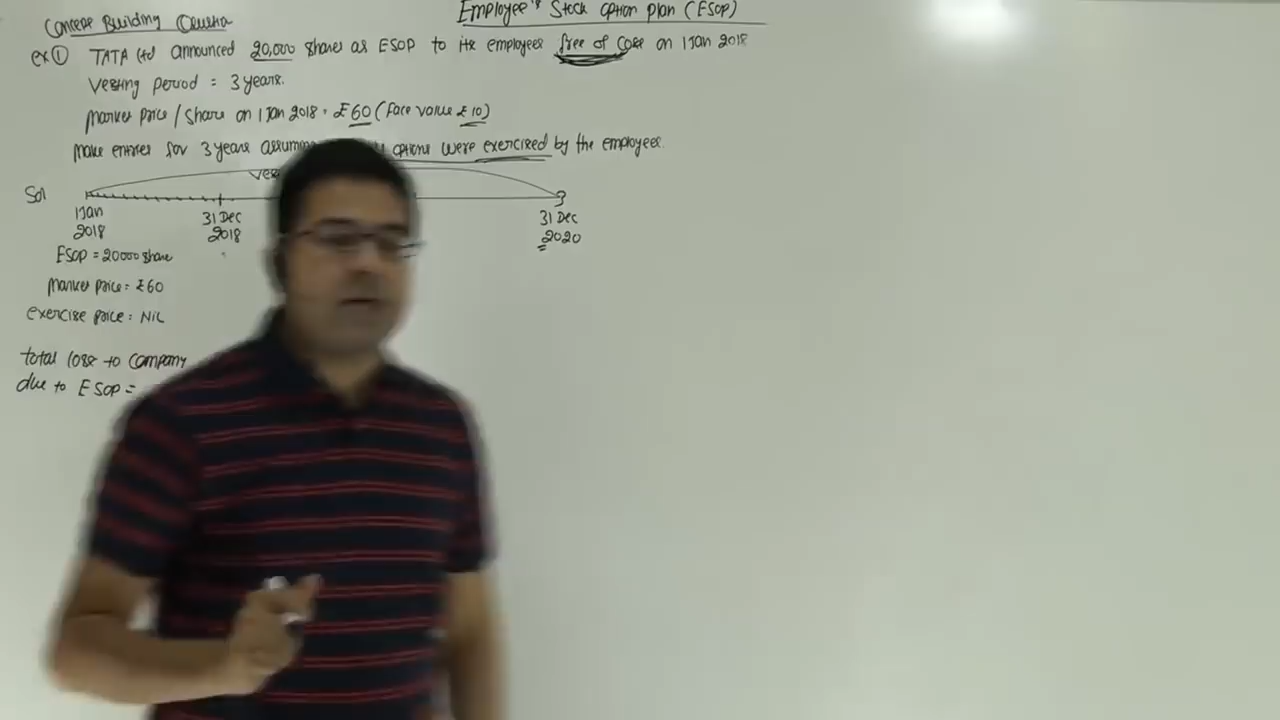 Employee's Stock option plan (ESOP)
Concept Building Question
ex ① TATA Ltd announced 20,000 shares as ESOP to its employees free of Cost on 1 Jan 2018
Vesting period = 3 years.
Market price / Share on 1 Jan 2018 = ₹60 (Face value ₹10)
Make entries for 3 years options were exercised by the employees.
Sol
1 Jan 2018
31 Dec 2018
3
31 Dec 2020
ESOP = 20000 share
Market price = ₹60
exercise price = NIL
total loss to Company
due to ESOP =